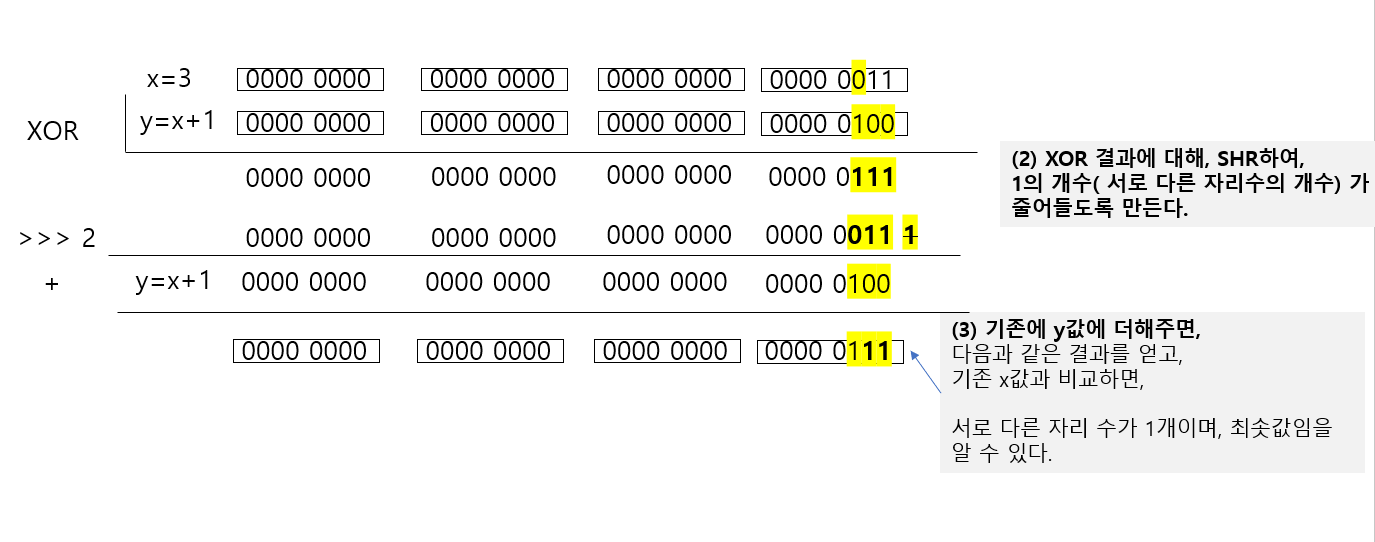 x=3 0000 0000 0000 0000 0000 0000 0000 0011
XOR y=x+1 0000 0000 0000 0000 0000 0000 0000 0100
0000 0000 0000 0000 0000 0000 0000 0111
(2) XOR 결과에 대해, SHR하여,
1의 개수( 서로 다른 자리수의 개수) 가
줄어들도록 만든다.
>>> 2 0000 0000 0000 0000 0000 0000 0000 0011 1
+ y=x+1 0000 0000 0000 0000 0000 0000 0000 0100
0000 0000 0000 0000 0000 0000 0000 0111
(3) 기존에 y값에 더해주면,
다음과 같은 결과를 얻고,
기존 x값과 비교하면,
서로 다른 자리 수가 1개이며, 최솟값임을
알 수 있다.